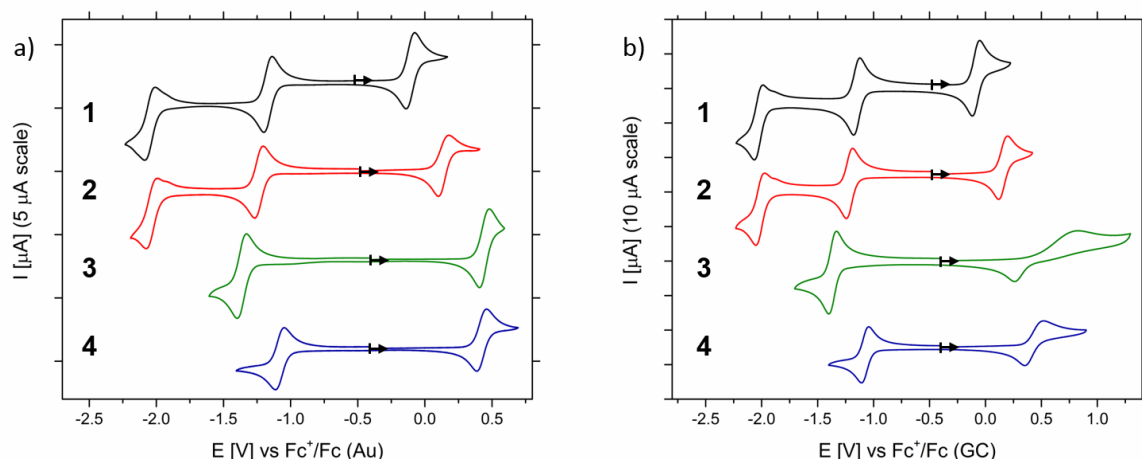 a)
I [µA] (5 µA scale)
1
2
3
4
-2.5 -2.0 -1.5 -1.0 -0.5 0.0 0.5
E [V] vs Fc⁺/Fc (Au)
b)
I [µA] (10 µA scale)
1
2
3
4
-2.5 -2.0 -1.5 -1.0 -0.5 0.0 0.5 1.0
E [V] vs Fc⁺/Fc (GC)